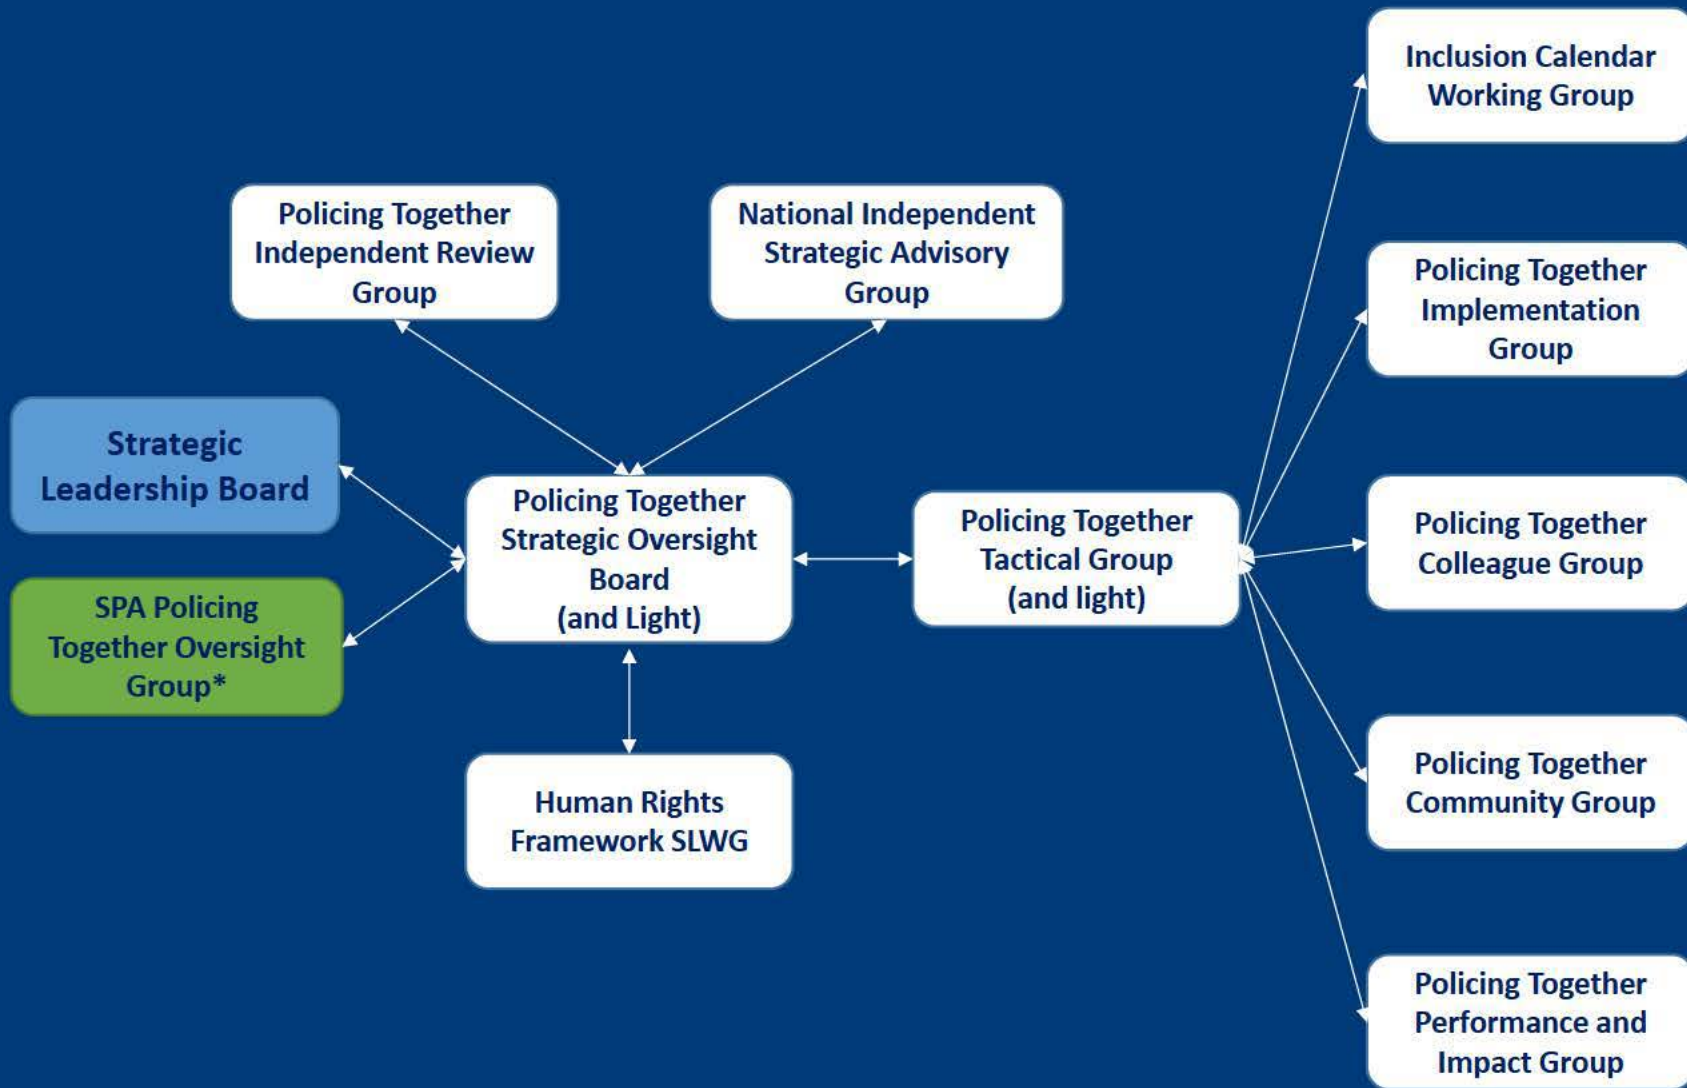 Inclusion Calendar
Working Group
Policing Together
Independent Review
Group
National Independent
Strategic Advisory
Group
Policing Together
Implementation
Group
Strategic
Leadership Board
SPA Policing
Together Oversight
Group*
Policing Together
Strategic Oversight
Board
(and Light)
Policing Together
Tactical Group
(and light)
Policing Together
Colleague Group
Human Rights
Framework SLWG
Policing Together
Community Group
Policing Together
Performance and
Impact Group